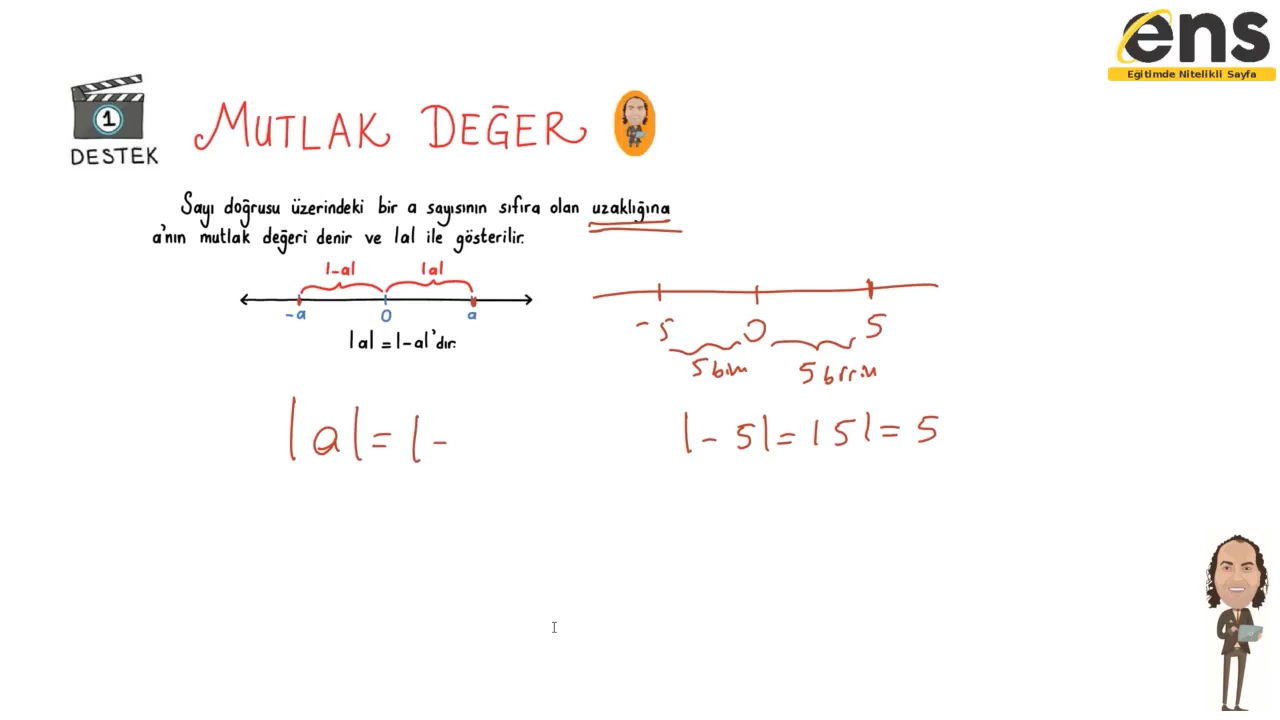 ens
Eğitimde Nitelikli Sayfa
1
DESTEK
MUTLAK DEĞER
Sayı doğrusu üzerindeki bir a sayısının sıfıra olan uzaklığına
a'nın mutlak değeri denir ve |a| ile gösterilir.
|-a| |a|
-a 0 a
|a| = |-a|'dır.
-5 0 5
5 birim 5 birim
|a| = |-
|-5| = |5| = 5